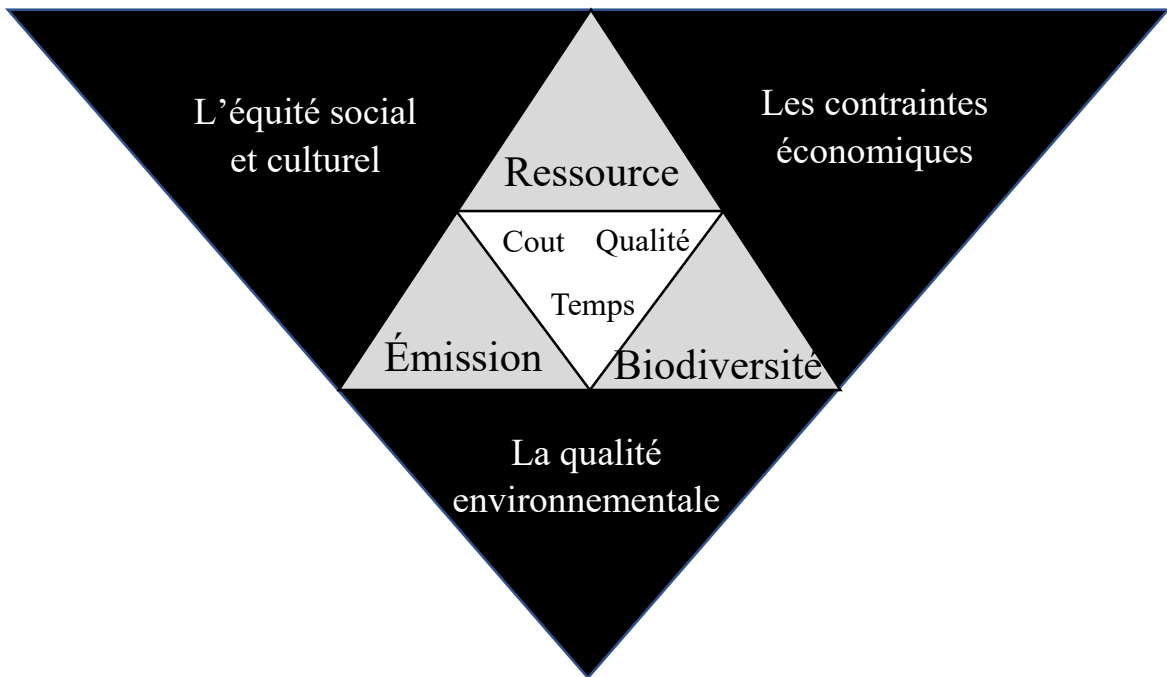 L’équité social
et culturel
Les contraintes
économiques
Ressource
Cout Qualité
Temps
Émission
Biodiversité
La qualité
environnementale